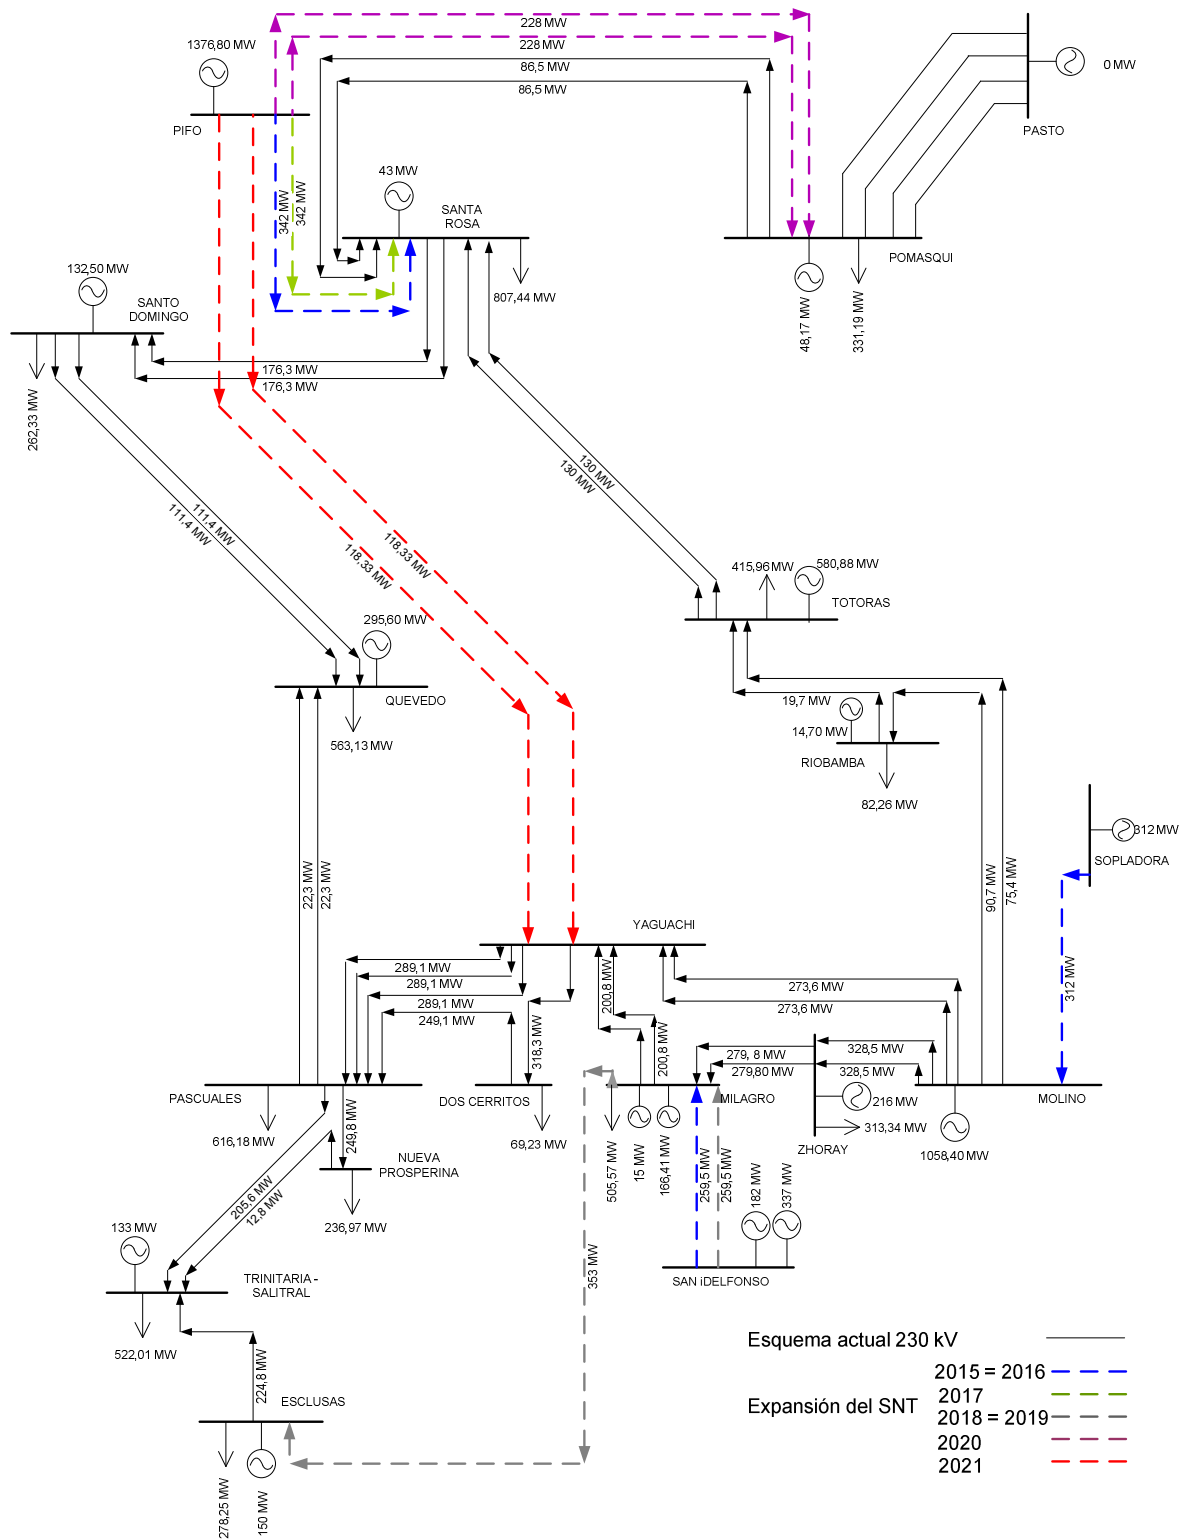 228 MW
1376,80 MW
228 MW
86,5 MW
0 MW
86,5 MW
PIFO
PASTO
43 MW
342 MW
342 MW
SANTA
ROSA
POMASQUI
132,50 MW
807,44 MW
SANTO
DOMINGO
48,17 MW
331,19 MW
176,3 MW
176,3 MW
262,33 MW
130 MW
130 MW
111,4 MW
111,4 MW
118,33 MW
118,33 MW
415,96 MW
580,88 MW
TOTORAS
295,60 MW
QUEVEDO
19,7 MW
14,70 MW
563,13 MW
RIOBAMBA
82,26 MW
312 MW
SOPLADORA
22,3 MW
22,3 MW
90,7 MW
75,4 MW
YAGUACHI
289,1 MW
289,1 MW
289,1 MW
249,1 MW
200,8 MW
273,6 MW
273,6 MW
312 MW
318,3 MW
200,8 MW
279, 8 MW
279,80 MW
328,5 MW
328,5 MW
PASCUALES
DOS CERRITOS
MILAGRO
216 MW
MOLINO
616,18 MW
69,23 MW
313,34 MW
249,8 MW
ZHORAY
1058,40 MW
NUEVA
PROSPERINA
505,57 MW
15 MW
166,41 MW
259,5 MW
259,5 MW
182 MW
337 MW
205,6 MW
12,8 MW
236,97 MW
133 MW
353 MW
TRINITARIA -
SALITRAL
SAN iDELFONSO
522,01 MW
Esquema actual 230 kV
224,8 MW
2015 = 2016
ESCLUSAS
Expansión del SNT
2017
2018 = 2019
2020
2021
278,25 MW
150 MW